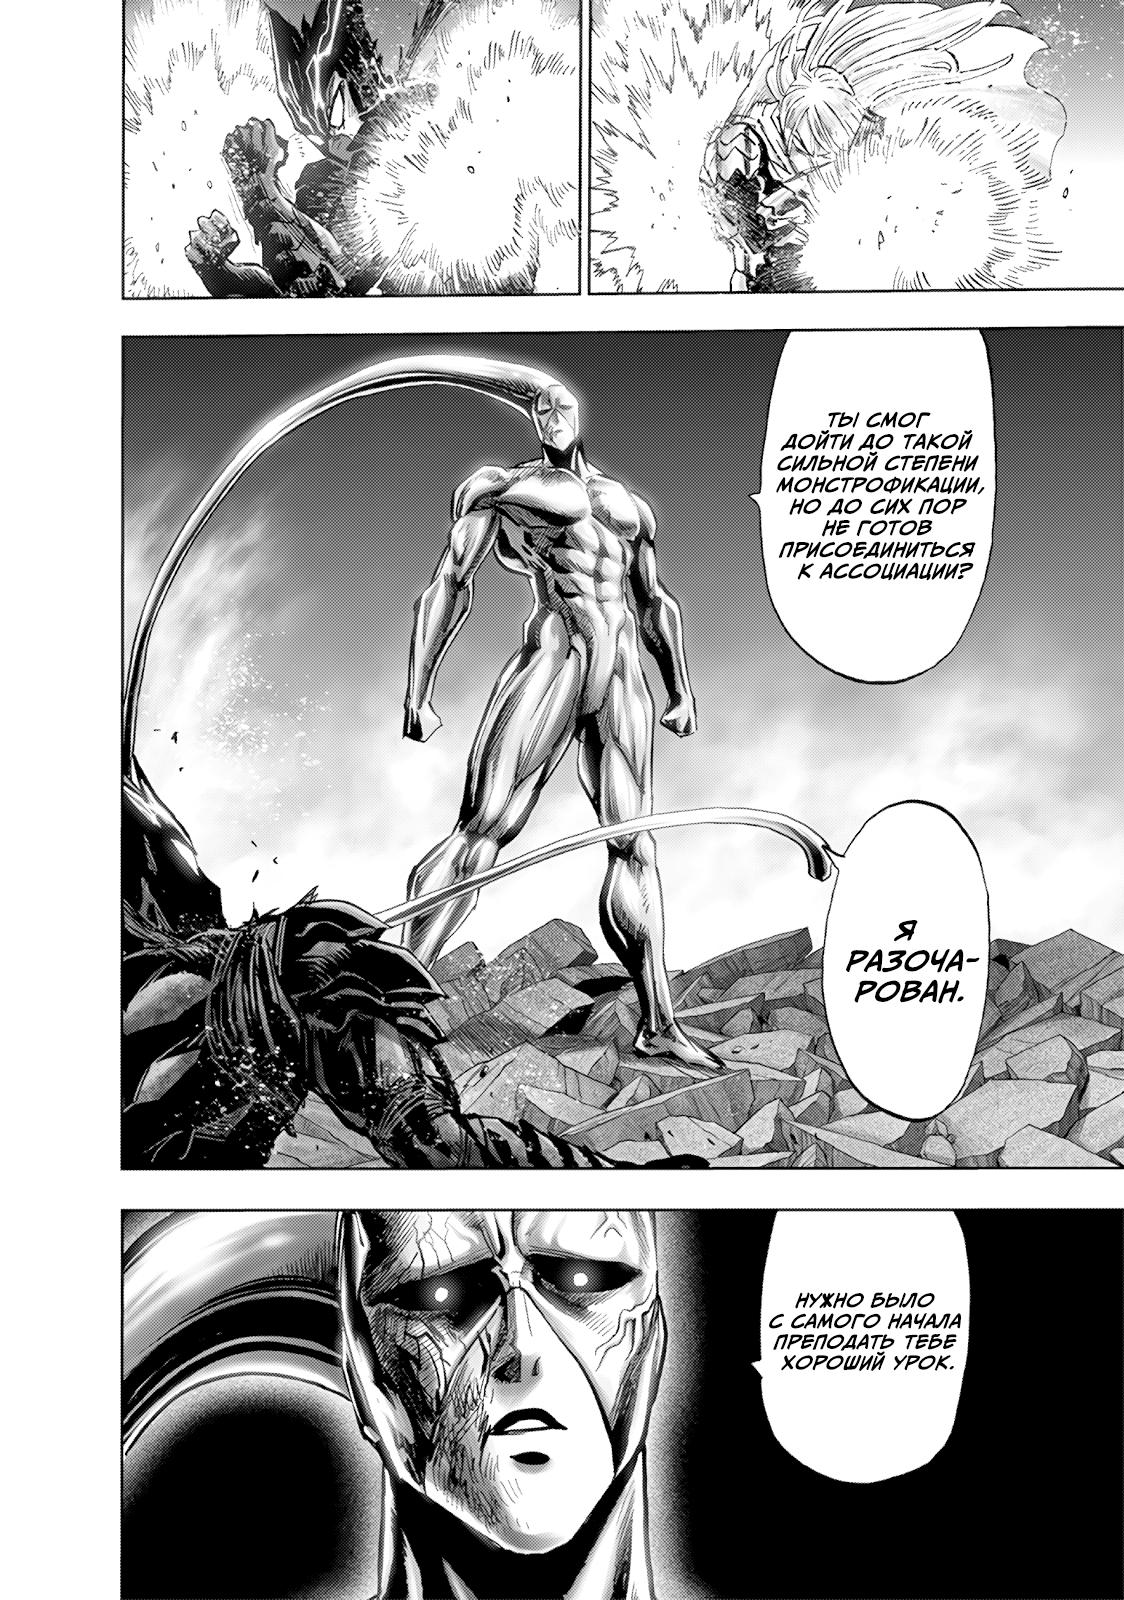 ТЫ СМОГ
ДОЙТИ ДО ТАКОЙ
СИЛЬНОЙ СТЕПЕНИ
МОНСТРОФИКАЦИИ,
НО ДО СИХ ПОР
НЕ ГОТОВ
ПРИСОЕДИНИТЬСЯ
К АССОЦИАЦИИ?
Я
РАЗОЧА-
РОВАН.
НУЖНО БЫЛО
С САМОГО НАЧАЛА
ПРЕПОДАТЬ ТЕБЕ
ХОРОШИЙ УРОК.